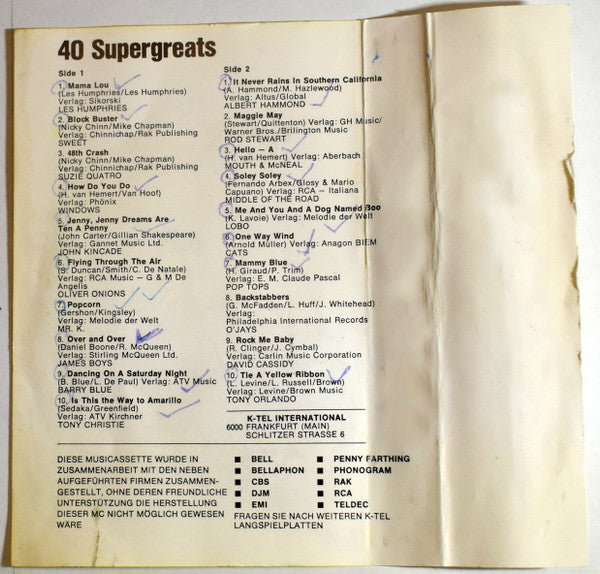 40 Supergreats
Side 1
1. Mama Lou
(Les Humphries/Les Humphries)
Verlag: Sikorski
LES HUMPHRIES
2. Block Buster
(Nicky Chinn/Mike Chapman)
Verlag: Chinnichap/Rak Publishing
SWEET
3. 48th Crash
(Nicky Chinn/Mike Chapman)
Verlag: Chinnichap/Rak Publishing
SUZIE QUATRO
4. How Do You Do
(H. van Hemert/Van Hoof)
Verlag: Phönix
WINDOWS
5. Jenny, Jenny Dreams Are
Ten A Penny
(John Carter/Gillian Shakespeare)
Verlag: Gannet Music Ltd.
JOHN KINCADE
6. Flying Through The Air
(S. Duncan/Smith/C. De Natale)
Verlag: RCA Music – G & M De
Angelis
OLIVER ONIONS
7. Popcorn
(Gershon/Kingsley)
Verlag: Melodie der Welt
MR. K.
8. Over and Over
(Daniel Boone/R. McQueen)
Verlag: Stirling McQueen Ltd.
JAMES BOYS
9. Dancing On A Saturday Night
(B. Blue/L. De Paul) Verlag: ATV Music
BARRY BLUE
10. Is This the Way to Amarillo
(Sedaka/Greenfield)
Verlag: ATV Kirchner
TONY CHRISTIE
Side 2
1. It Never Rains In Southern California
(A. Hammond/M. Hazlewood)
Verlag: Altus/Global
ALBERT HAMMOND
2. Maggie May
(Stewart/Quittenton) Verlag: GH Music/
Warner Bros./Brilington Music
ROD STEWART
3. Hello – A
(H. van Hemert) Verlag: Aberbach
MOUTH & McNEAL
4. Soley Soley
(Fernando Arbex/Glosy & Mario
Capuano) Verlag: RCA – Italiana
MIDDLE OF THE ROAD
5. Me And You And A Dog Named Boo
(K. Lavoie) Verlag: Melodie der Welt
LOBO
6. One Way Wind
(Arnold Müller) Verlag: Anagon BIEM
CATS
7. Mammy Blue
(H. Giraud/P. Trim)
Verlag: E. M. Claude Pascal
POP TOPS
8. Backstabbers
(G. McFadden/L. Huff/J. Whitehead)
Verlag:
Philadelphia International Records
O'JAYS
9. Rock Me Baby
(R. Clinger/J. Cymbal)
Verlag: Carlin Music Corporation
DAVID CASSIDY
10. Tie A Yellow Ribbon
(L. Levine/L. Russell/Brown)
Verlag: Levine/Brown Music
TONY ORLANDO
K-TEL INTERNATIONAL
6000 FRANKFURT (MAIN)
SCHLITZER STRASSE 6
DIESE MUSICASSETTE WURDE IN
ZUSAMMENARBEIT MIT DEN NEBEN
AUFGEFÜHRTEN FIRMEN ZUSAMMEN-
GESTELLT, OHNE DEREN FREUNDLICHE
UNTERSTÜTZUNG DIE HERSTELLUNG
DIESER MC NICHT MÖGLICH GEWESEN
WÄRE
■ BELL
■ BELLAPHON
■ CBS
■ DJM
■ EMI
■ PENNY FARTHING
■ PHONOGRAM
■ RAK
■ RCA
■ TELDEC
FRAGEN SIE NACH WEITEREN K-TEL
LANGSPIELPLATTEN